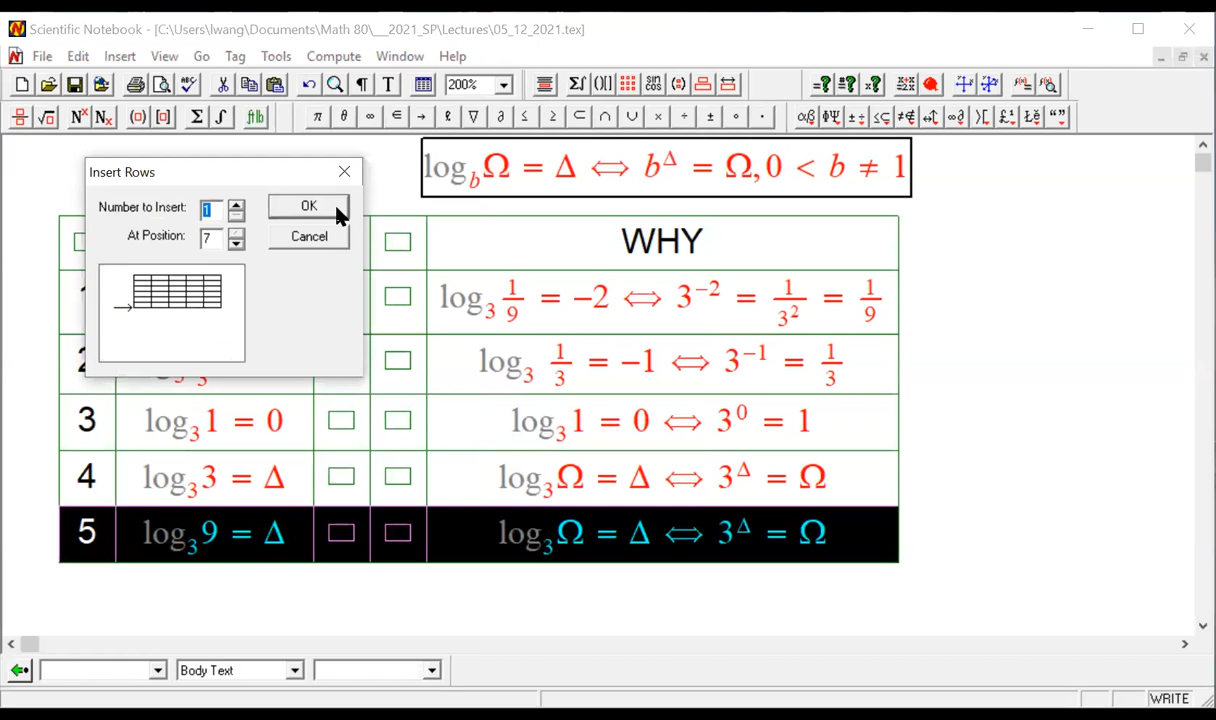 Scientific Notebook - [C:\Users\lwang\Documents\Math 80\__2021_SP\Lectures\05_12_2021.tex]
File Edit Insert View Go Tag Tools Compute Window Help
200%
log_b Ω = Δ ⟺ b^Δ = Ω, 0 < b ≠ 1
Insert Rows
Number to Insert: 1 OK
At Position: 7 Cancel
WHY
log_3 1/9 = −2 ⟺ 3^−2 = 1/3^2 = 1/9
log_3 1/3 = −1 ⟺ 3^−1 = 1/3
3 log_3 1 = 0 log_3 1 = 0 ⟺ 3^0 = 1
4 log_3 3 = Δ log_3 Ω = Δ ⟺ 3^Δ = Ω
5 log_3 9 = Δ log_3 Ω = Δ ⟺ 3^Δ = Ω
Body Text
WRITE